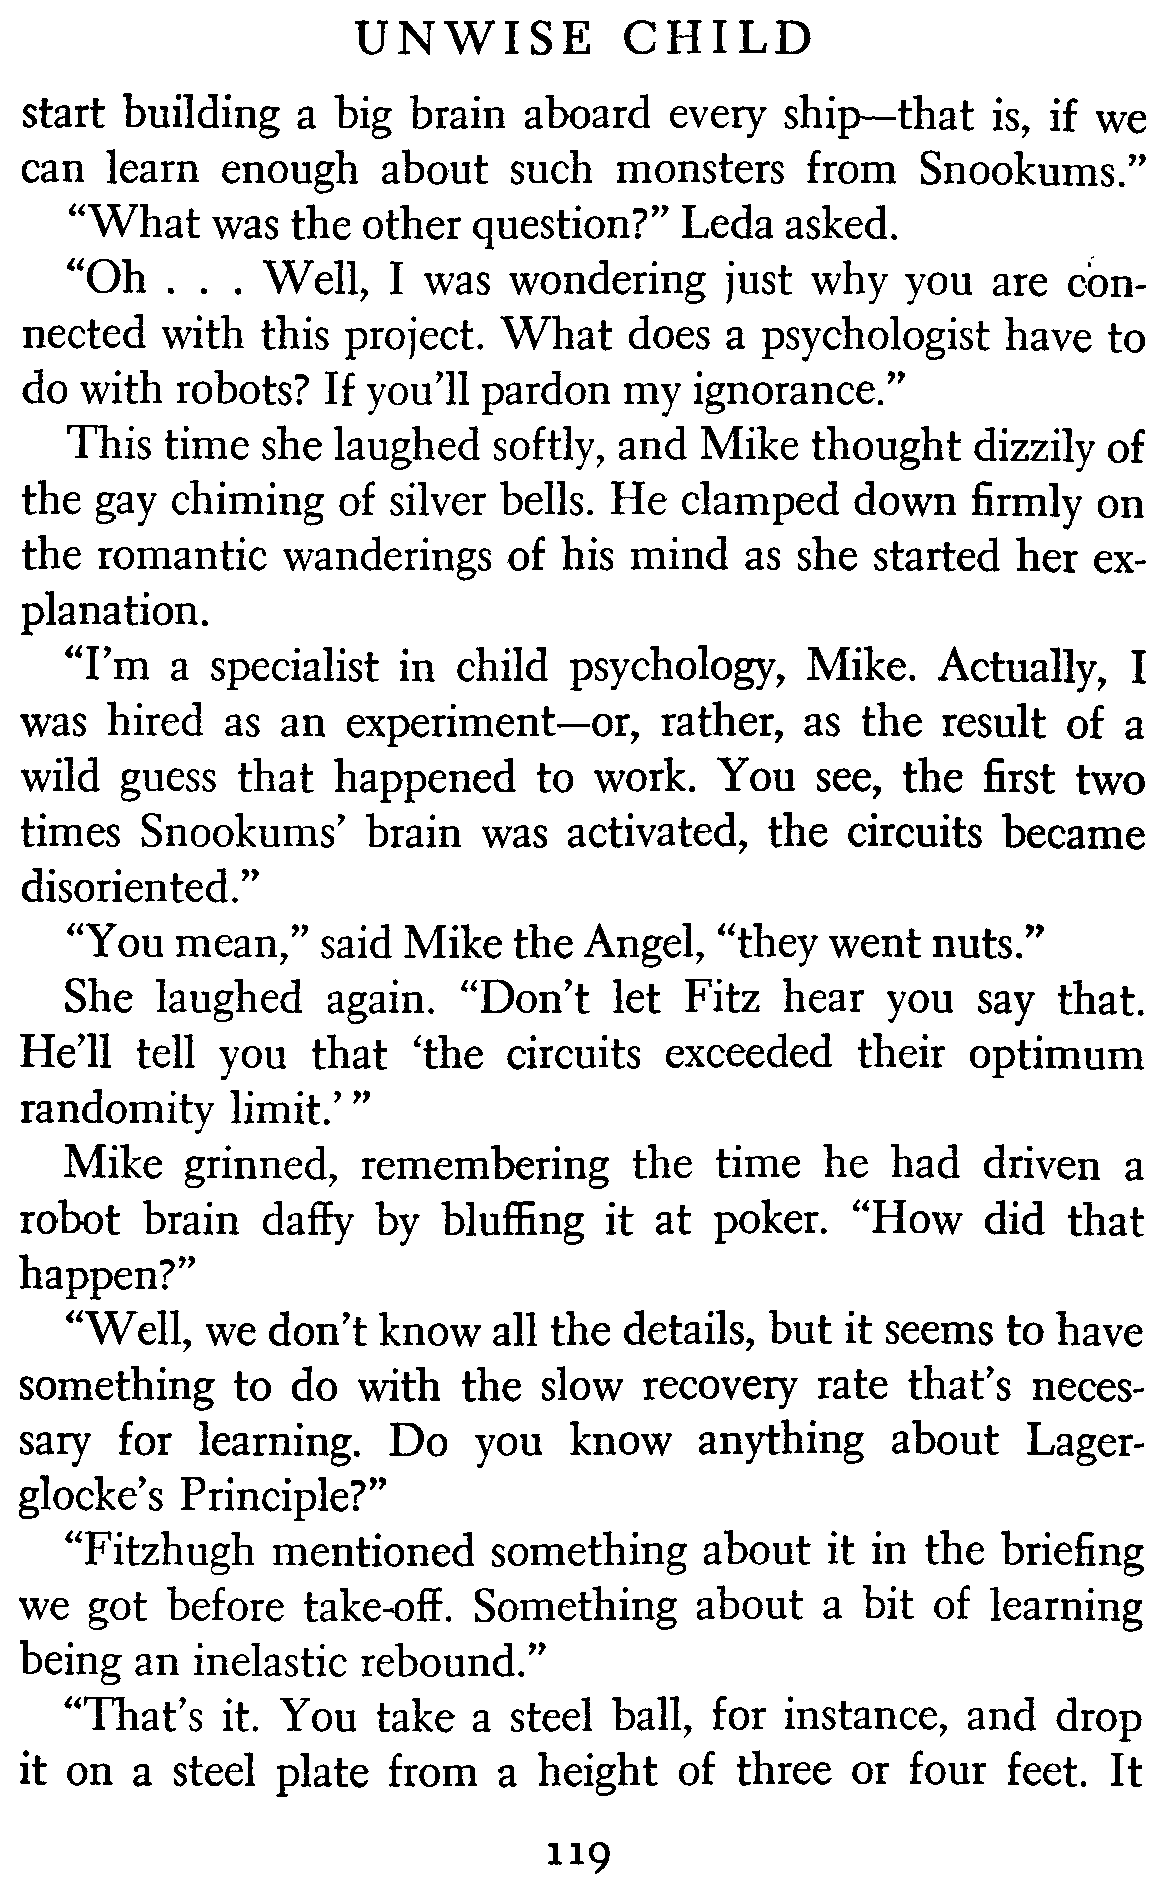 UNWISE CHILD
start building a big brain aboard every ship—that is, if we
can learn enough about such monsters from Snookums.”
“What was the other question?” Leda asked.
“Oh . . . Well, I was wondering just why you are con-
nected with this project. What does a psychologist have to
do with robots? If you’ll pardon my ignorance.”
This time she laughed softly, and Mike thought dizzily of
the gay chiming of silver bells. He clamped down firmly on
the romantic wanderings of his mind as she started her ex-
planation.
“I’m a specialist in child psychology, Mike. Actually, I
was hired as an experiment—or, rather, as the result of a
wild guess that happened to work. You see, the first two
times Snookums’ brain was activated, the circuits became
disoriented.”
“You mean,” said Mike the Angel, “they went nuts.”
She laughed again. “Don’t let Fitz hear you say that.
He’ll tell you that ‘the circuits exceeded their optimum
randomity limit.’ ”
Mike grinned, remembering the time he had driven a
robot brain daffy by bluffing it at poker. “How did that
happen?”
“Well, we don’t know all the details, but it seems to have
something to do with the slow recovery rate that’s neces-
sary for learning. Do you know anything about Lager-
glocke’s Principle?”
“Fitzhugh mentioned something about it in the briefing
we got before take-off. Something about a bit of learning
being an inelastic rebound.”
“That’s it. You take a steel ball, for instance, and drop
it on a steel plate from a height of three or four feet. It
119